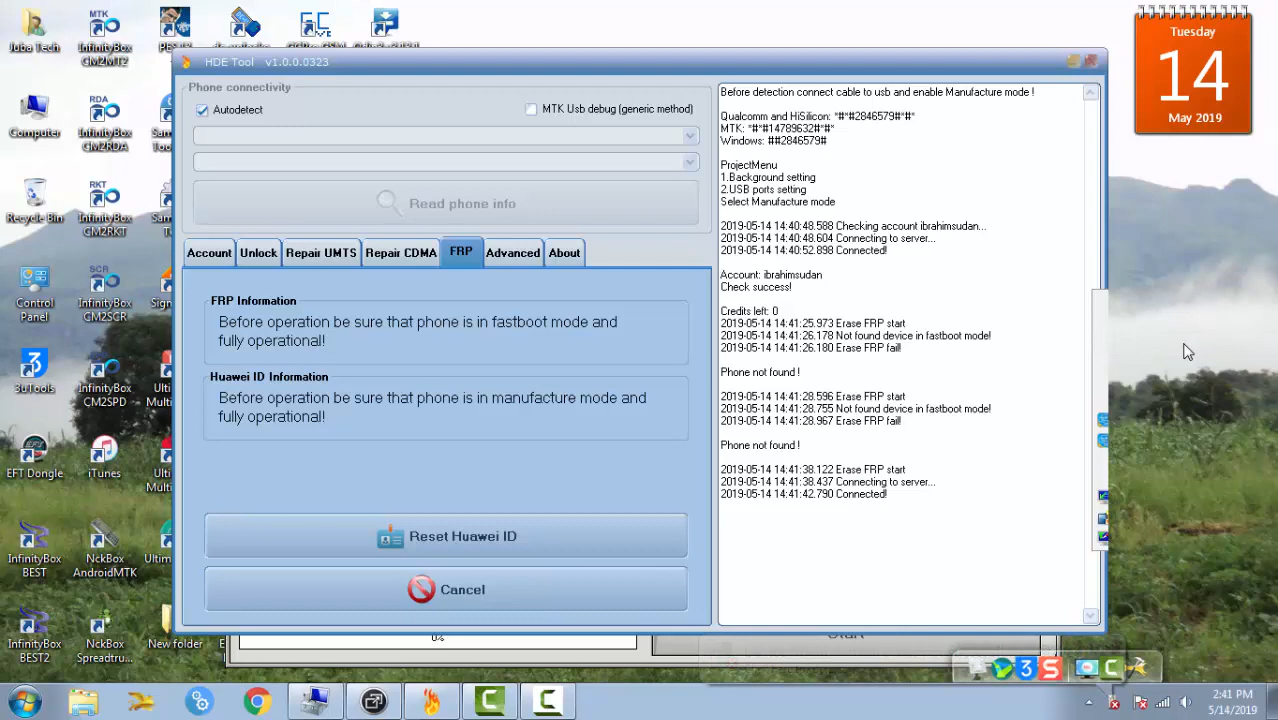 Juba Tech
InfinityBox
CM2MT2
MTK
HDE Tool v1.0.0.0323
Phone connectivity
Autodetect
MTK Usb debug (generic method)
Read phone info
Account
Unlock
Repair UMTS
Repair CDMA
FRP
Advanced
About
FRP Information
Before operation be sure that phone is in fastboot mode and
fully operational!
Huawei ID Information
Before operation be sure that phone is in manufacture mode and
fully operational!
Reset Huawei ID
Cancel
Before detection connect cable to usb and enable Manufacture mode !
Qualcomm and HiSilicon: *#*#2846579#*#*
MTK: *#*#14789632#*#*
Windows: ##2846579#
ProjectMenu
1.Background setting
2.USB ports setting
Select Manufacture mode
2019-05-14 14:40:48.588 Checking account ibrahimsudan...
2019-05-14 14:40:48.604 Connecting to server...
2019-05-14 14:40:52.898 Connected!
Account: ibrahimsudan
Check success!
Credits left: 0
2019-05-14 14:41:25.973 Erase FRP start
2019-05-14 14:41:26.178 Not found device in fastboot mode!
2019-05-14 14:41:26.180 Erase FRP fail!
Phone not found !
2019-05-14 14:41:28.596 Erase FRP start
2019-05-14 14:41:28.755 Not found device in fastboot mode!
2019-05-14 14:41:28.967 Erase FRP fail!
Phone not found !
2019-05-14 14:41:38.122 Erase FRP start
2019-05-14 14:41:38.437 Connecting to server...
2019-05-14 14:41:42.790 Connected!
Tuesday
14
May 2019
Computer
RDA
InfinityBox
CM2RDA
Recycle Bin
RKT
InfinityBox
CM2RKT
Control
Panel
SCR
InfinityBox
CM2SCR
3uTools
InfinityBox
CM2SPD
EFT Dongle
iTunes
InfinityBox
BEST
NckBox
AndroidMTK
InfinityBox
BEST2
NckBox
Spreadtru...
New folder
0%
2:41 PM
5/14/2019